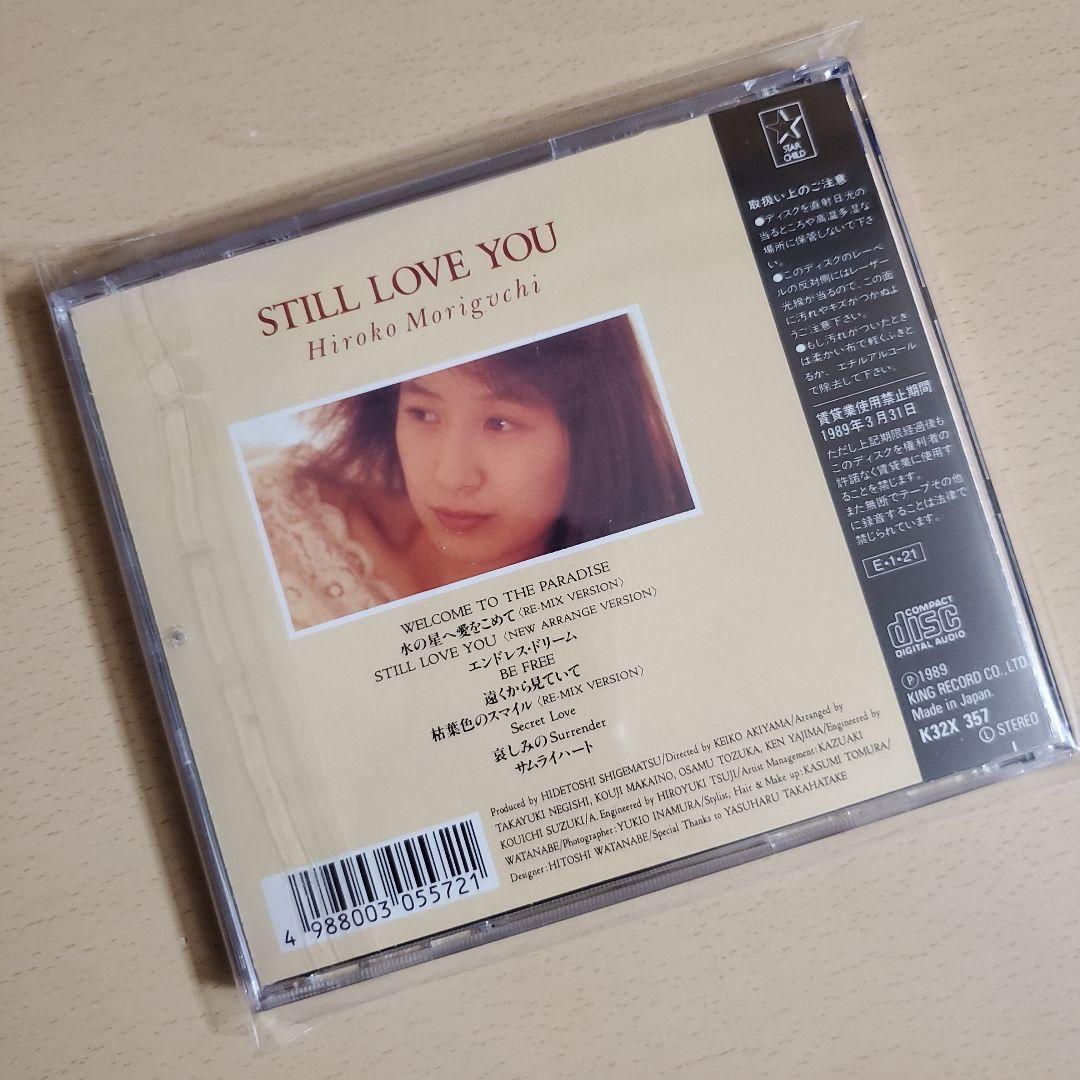 STILL LOVE YOU
Hiroko Moriguchi
WELCOME TO THE PARADISE
水の星へ愛をこめて〈RE-MIX VERSION〉
STILL LOVE YOU〈NEW ARRANGE VERSION〉
エンドレス・ドリーム
BE FREE
遠くから見ていて
枯葉色のスマイル〈RE-MIX VERSION〉
Secret Love
哀しみのSurrender
サムライハート
Produced by HIDETOSHI SHIGEMATSU/Directed by KEIKO AKIYAMA/Arranged by
TAKAYUKI NEGISHI, KOUJI MAKAINO, OSAMU TOZUKA, KEN YAJIMA/Engineered by
KOUICHI SUZUKI/A. Engineered by HIROYUKI TSUJI/Artist Management: KAZUAKI
WATANABE/Photographer: YUKIO INAMURA/Stylist, Hair & Make up: KASUMI TOMURA/
Designer: HITOSHI WATANABE/Special Thanks to YASUHARU TAKAHATAKE
4 988003 055721
STAR
CHILD
取扱い上のご注意
●ディスクを直射日光の
当るところや高温多湿な
場所に保管しないで下さ
い。
●このディスクのレーベ
ルの反対側にはレーザー
光線が当るので、この面
に汚れやキズがつかぬよ
うご注意下さい。
●もし汚れがついたとき
は柔かい布で軽くふきと
るか、エチルアルコール
で除去して下さい。
賃貸業使用禁止期間
1989年3月31日
ただし上記期限経過後も
このディスクを権利者の
許諾なく賃貸業に使用す
ることを禁じます。
また無断でテープその他
に録音することは法律で
禁じられています。
E・1・21
COMPACT
disc
DIGITAL AUDIO
Ⓟ1989
KING RECORD CO.,LTD
Made in Japan.
K32X 357
Ⓛ STEREO